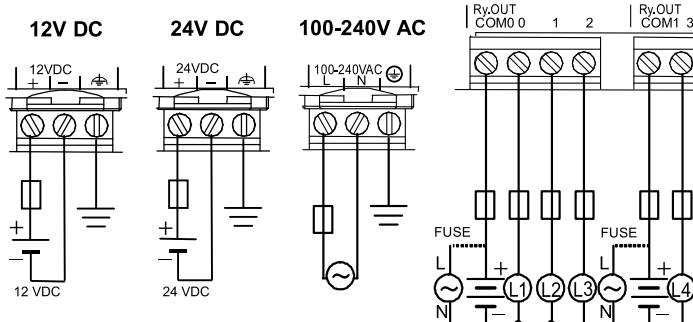 12V DC
12VDC
+ −
+
−
12 VDC
24V DC
24VDC
+ −
+
−
24 VDC
100-240V AC
100-240VAC
L N
Ry.OUT
COM0 0 1 2
FUSE
L
N
+
−
L1 L2 L3
Ry.OUT
COM1 3
FUSE
L
N
+
−
L4